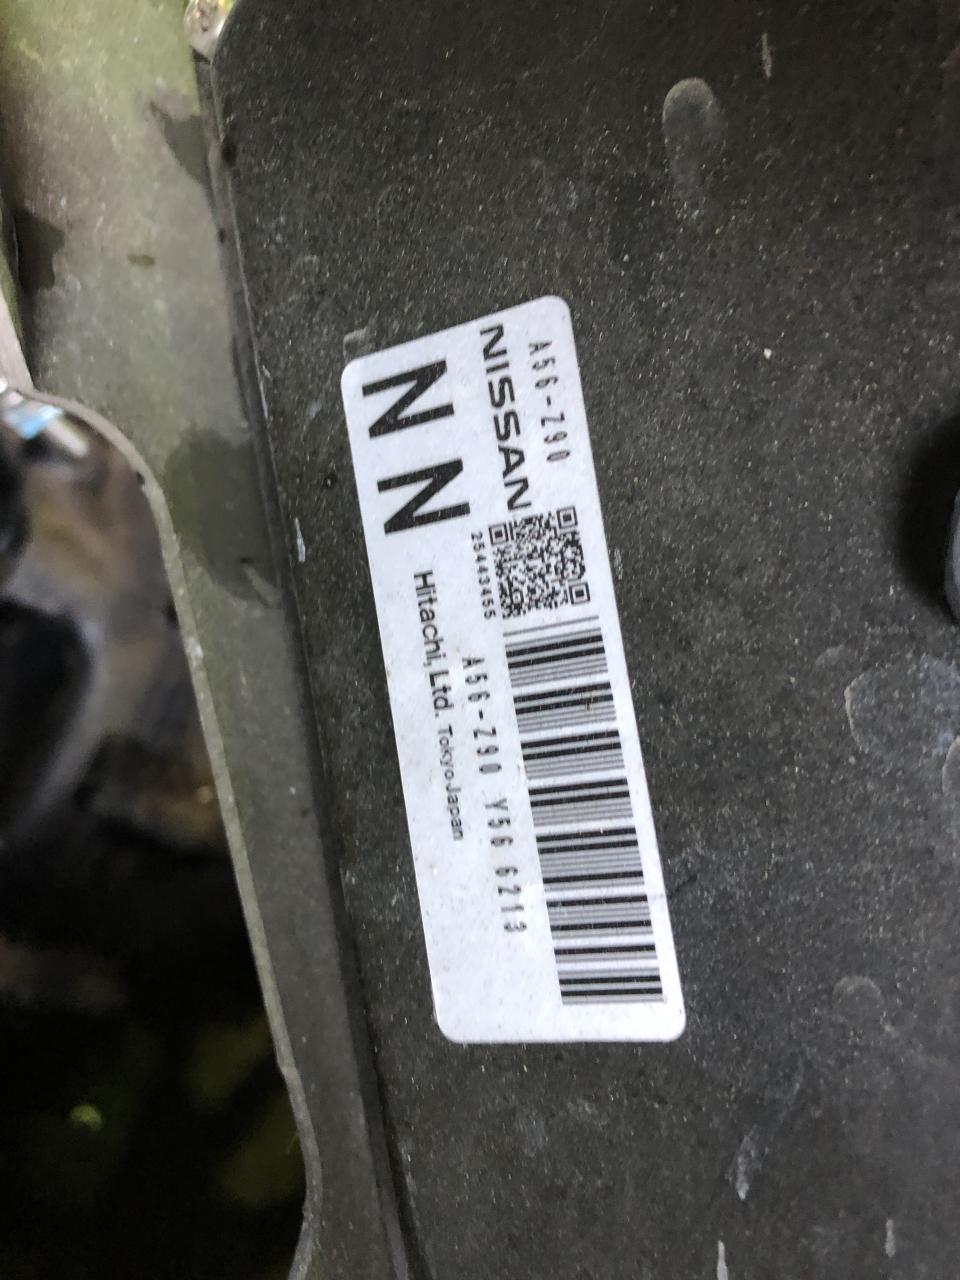 A56-Z90
NISSAN
NN
25443455
A56-Z90 Y56 6213
Hitachi, Ltd. Tokyo Japan